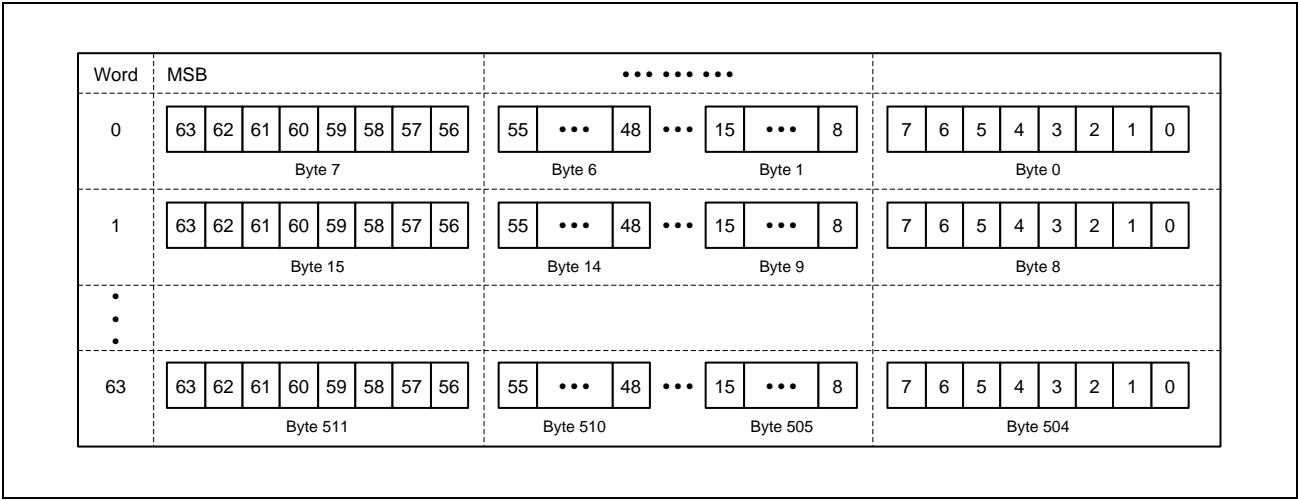 Word MSB ••• ••• •••
0 63 62 61 60 59 58 57 56 55 ••• 48 ••• 15 ••• 8 7 6 5 4 3 2 1 0
Byte 7 Byte 6 Byte 1 Byte 0
1 63 62 61 60 59 58 57 56 55 ••• 48 ••• 15 ••• 8 7 6 5 4 3 2 1 0
Byte 15 Byte 14 Byte 9 Byte 8
•
•
•
63 63 62 61 60 59 58 57 56 55 ••• 48 ••• 15 ••• 8 7 6 5 4 3 2 1 0
Byte 511 Byte 510 Byte 505 Byte 504